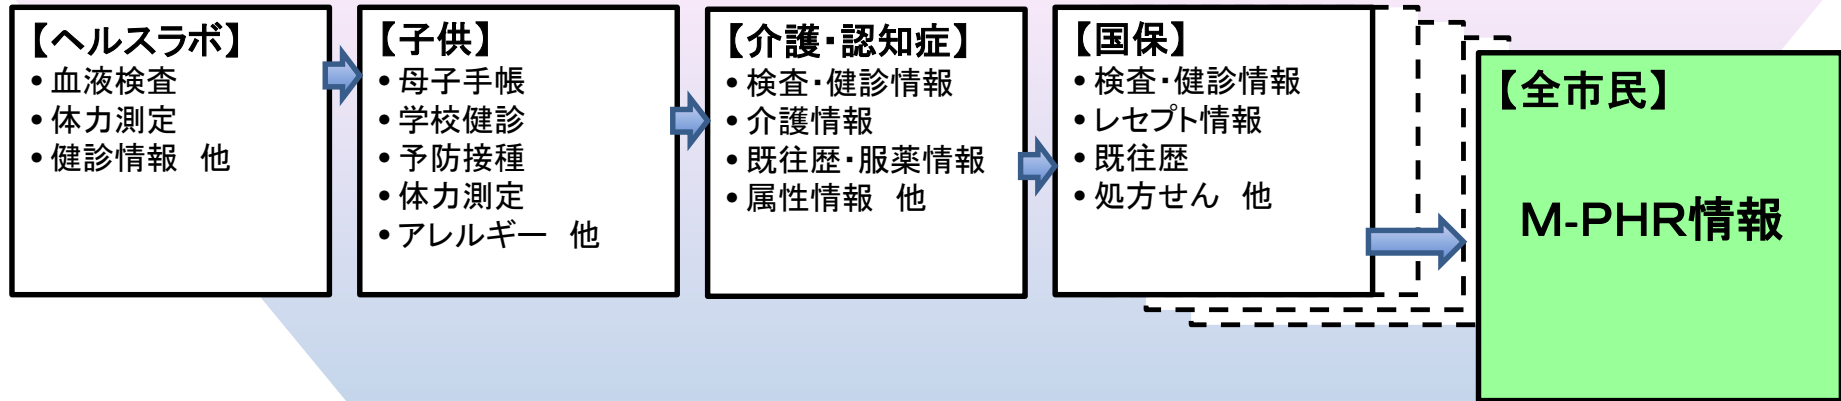 【ヘルスラボ】
•血液検査
•体力測定
•健診情報　他
【子供】
•母子手帳
•学校健診
•予防接種
•体力測定
•アレルギー　他
【介護・認知症】
•検査・健診情報
•介護情報
•既往歴・服薬情報
•属性情報　他
【国保】
•検査・健診情報
•レセプト情報
•既往歴
•処方せん　他
【全市民】
M-PHR情報